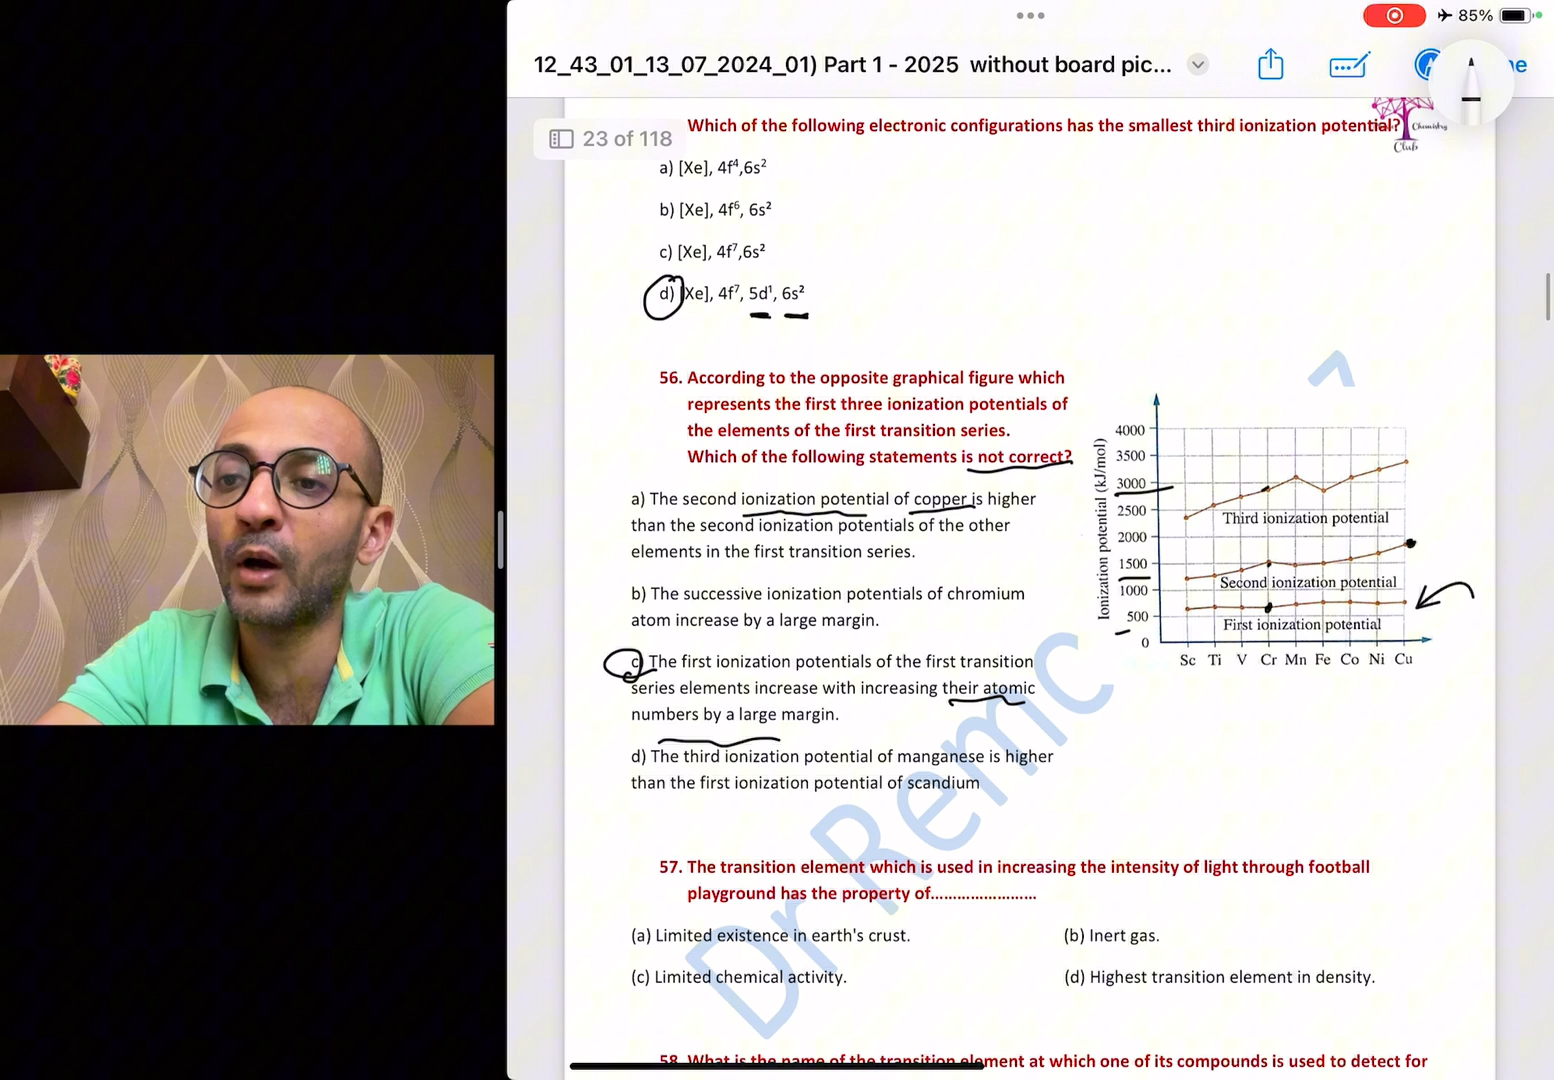 85%
12_43_01_13_07_2024_01) Part 1 - 2025 without board pic...
23 of 118
Which of the following electronic configurations has the smallest third ionization potential?
Chemistry
Club
a) [Xe], 4f⁴,6s²
b) [Xe], 4f⁶, 6s²
c) [Xe], 4f⁷,6s²
d) [Xe], 4f⁷, 5d¹, 6s²
56. According to the opposite graphical figure which
represents the first three ionization potentials of
the elements of the first transition series.
Which of the following statements is not correct?
a) The second ionization potential of copper is higher
than the second ionization potentials of the other
elements in the first transition series.
b) The successive ionization potentials of chromium
atom increase by a large margin.
c) The first ionization potentials of the first transition
series elements increase with increasing their atomic
numbers by a large margin.
d) The third ionization potential of manganese is higher
than the first ionization potential of scandium
Ionization potential (kJ/mol)
4000
3500
3000
2500
2000
1500
1000
500
0
Third ionization potential
Second ionization potential
First ionization potential
Sc Ti V Cr Mn Fe Co Ni Cu
Dr Remc
57. The transition element which is used in increasing the intensity of light through football
playground has the property of........................
(a) Limited existence in earth's crust.
(b) Inert gas.
(c) Limited chemical activity.
(d) Highest transition element in density.
58. What is the name of the transition element at which one of its compounds is used to detect for